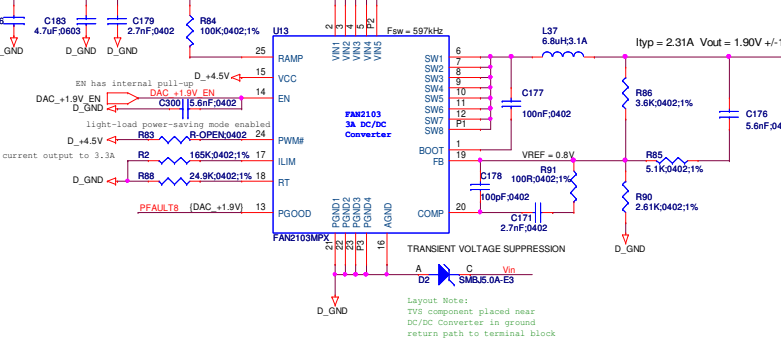 C183
4.7uF;0603
C179
2.7nF;0402
R84
100K;0402;1%
D_GND
D_GND
D_GND
U13
2
3
4
5
P2
VIN1
VIN2
VIN3
VIN4
VIN5
Fsw = 597kHz
L37
6.8uH;3.1A
Ityp = 2.31A Vout = 1.90V +/-1
25
RAMP
D_+4.5V
15
VCC
EN has internal pull-up
DAC_+1.9V_EN
DAC_+1.9V_EN
14
EN
D_GND
C300
5.6nF;0402
light-load power-saving mode enabled
D_+4.5V
R83
R-OPEN;0402
24
PWM#
current output to 3.3A
R2
165K;0402;1%
17
ILIM
D_GND
R88
24.9K;0402;1%
18
RT
PFAULT8
{DAC_+1.9V}
13
PGOOD
FAN2103
3A DC/DC
Converter
SW1
SW2
SW3
SW4
SW5
SW6
SW7
SW8
6
7
8
9
10
11
12
P1
BOOT
1
FB
19
COMP
20
C177
100nF;0402
R86
3.6K;0402;1%
C176
5.6nF;04
VREF = 0.8V
R85
5.1K;0402;1%
C178
100pF;0402
R91
100R;0402;1%
R90
2.61K;0402;1%
C171
2.7nF;0402
D_GND
FAN2103MPX
PGND1
PGND2
PGND3
PGND4
AGND
21
22
23
P3
16
TRANSIENT VOLTAGE SUPPRESSION
A
C
Vin
D2
SMBJ5.0A-E3
D_GND
Layout Note:
TVS component placed near
DC/DC Converter in ground
return path to terminal block